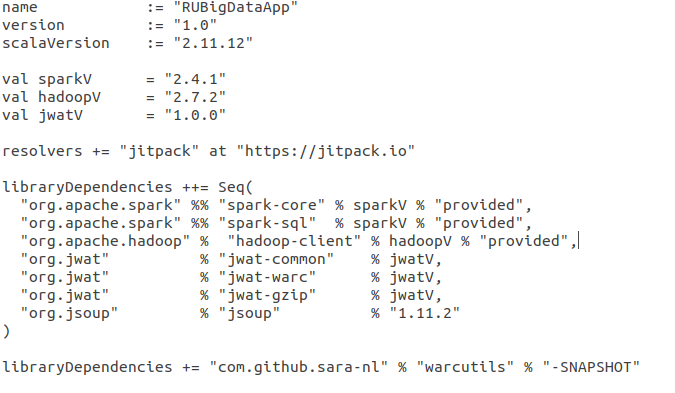 name            := "RUBigDataApp"
version         := "1.0"
scalaVersion    := "2.11.12"

val sparkV      = "2.4.1"
val hadoopV     = "2.7.2"
val jwatV       = "1.0.0"

resolvers += "jitpack" at "https://jitpack.io"

libraryDependencies ++= Seq(
  "org.apache.spark" %% "spark-core" % sparkV % "provided",
  "org.apache.spark" %% "spark-sql"  % sparkV % "provided",
  "org.apache.hadoop" %  "hadoop-client" % hadoopV % "provided",
  "org.jwat"          % "jwat-common"    % jwatV,
  "org.jwat"          % "jwat-warc"      % jwatV,
  "org.jwat"          % "jwat-gzip"      % jwatV,
  "org.jsoup"         % "jsoup"          % "1.11.2"
)

libraryDependencies += "com.github.sara-nl" % "warcutils" % "-SNAPSHOT"